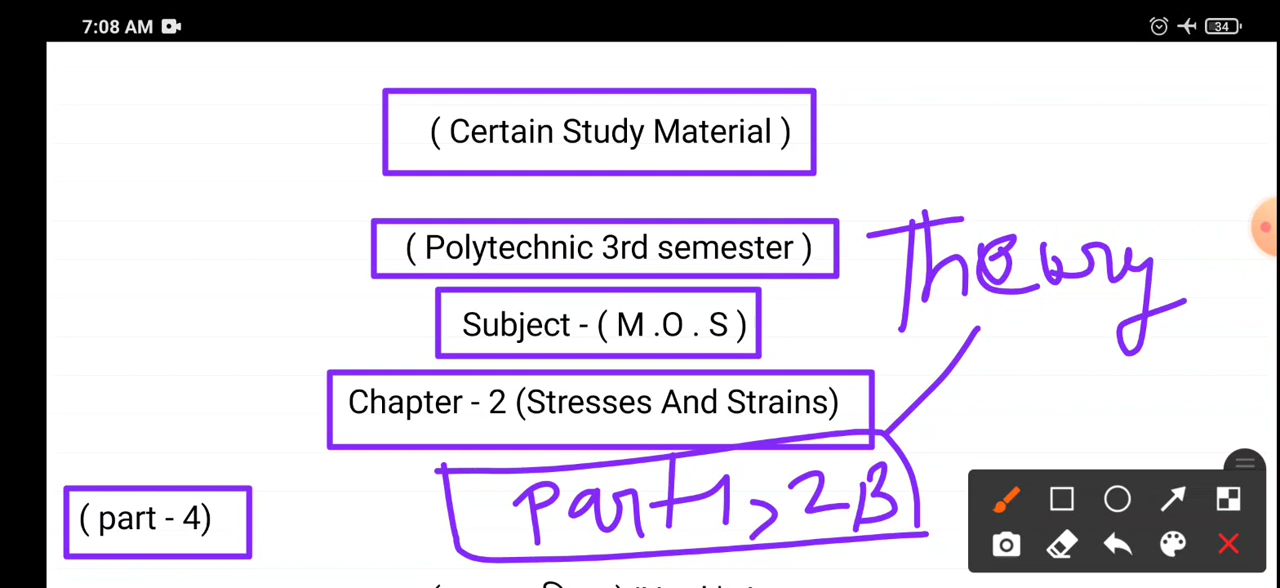 7:08 AM
34
( Certain Study Material )
( Polytechnic 3rd semester )
Theory
Subject - ( M .O . S )
Chapter - 2 (Stresses And Strains)
part-1, 2
( part - 4)